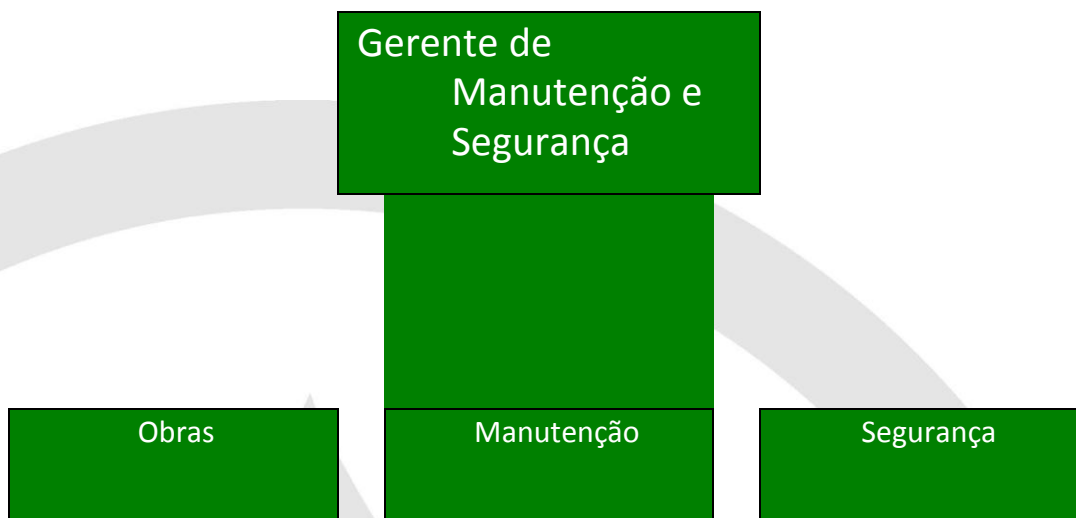 Gerente de
Manutenção e
Segurança
Obras
Manutenção
Segurança